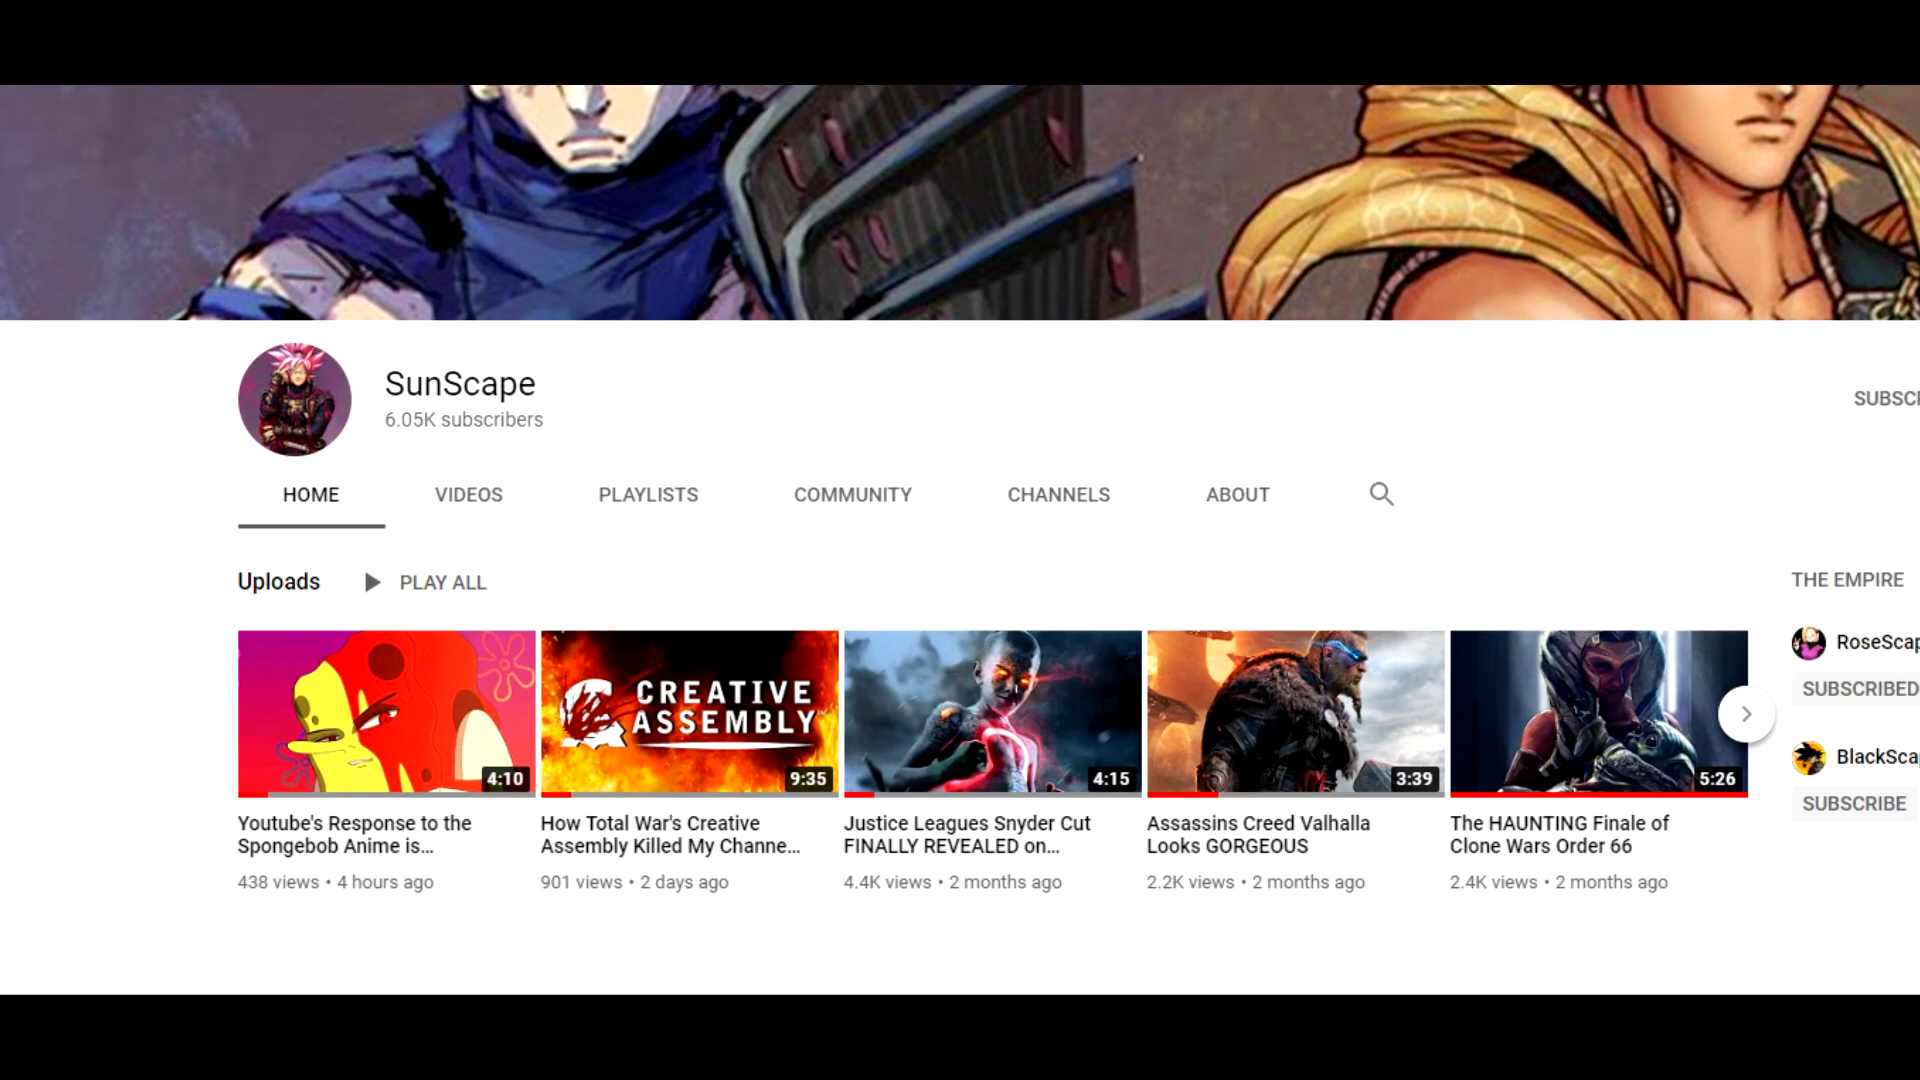 SunScape
6.05K subscribers
SUBSCR
HOME
VIDEOS
PLAYLISTS
COMMUNITY
CHANNELS
ABOUT
Uploads
PLAY ALL
4:10
Youtube's Response to the
Spongebob Anime is...
438 views • 4 hours ago
CREATIVE
ASSEMBLY
9:35
How Total War's Creative
Assembly Killed My Channe...
901 views • 2 days ago
4:15
Justice Leagues Snyder Cut
FINALLY REVEALED on...
4.4K views • 2 months ago
3:39
Assassins Creed Valhalla
Looks GORGEOUS
2.2K views • 2 months ago
5:26
The HAUNTING Finale of
Clone Wars Order 66
2.4K views • 2 months ago
THE EMPIRE
RoseScap
SUBSCRIBED
BlackScap
SUBSCRIBE